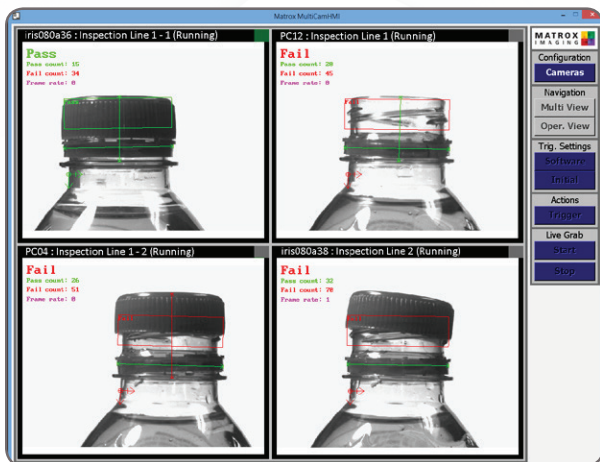 Matrox MultiCamHMI
iris080a36 : Inspection Line 1 - 1 (Running)
Pass
Pass count: 15
Fail count: 34
Frame rate: 0
PC12 : Inspection Line 1 (Running)
Fail
Pass count: 20
Fail count: 45
Frame rate: 0
PC04 : Inspection Line 1 - 2 (Running)
Fail
Pass count: 26
Fail count: 51
Frame rate: 0
iris080a38 : Inspection Line 2 (Running)
Fail
Pass count: 32
Fail count: 70
Frame rate: 1
MATROX
IMAGING
Configuration
Cameras
Navigation
Multi View
Oper. View
Trig. Settings
Software
Initial
Actions
Trigger
Live Grab
Start
Stop